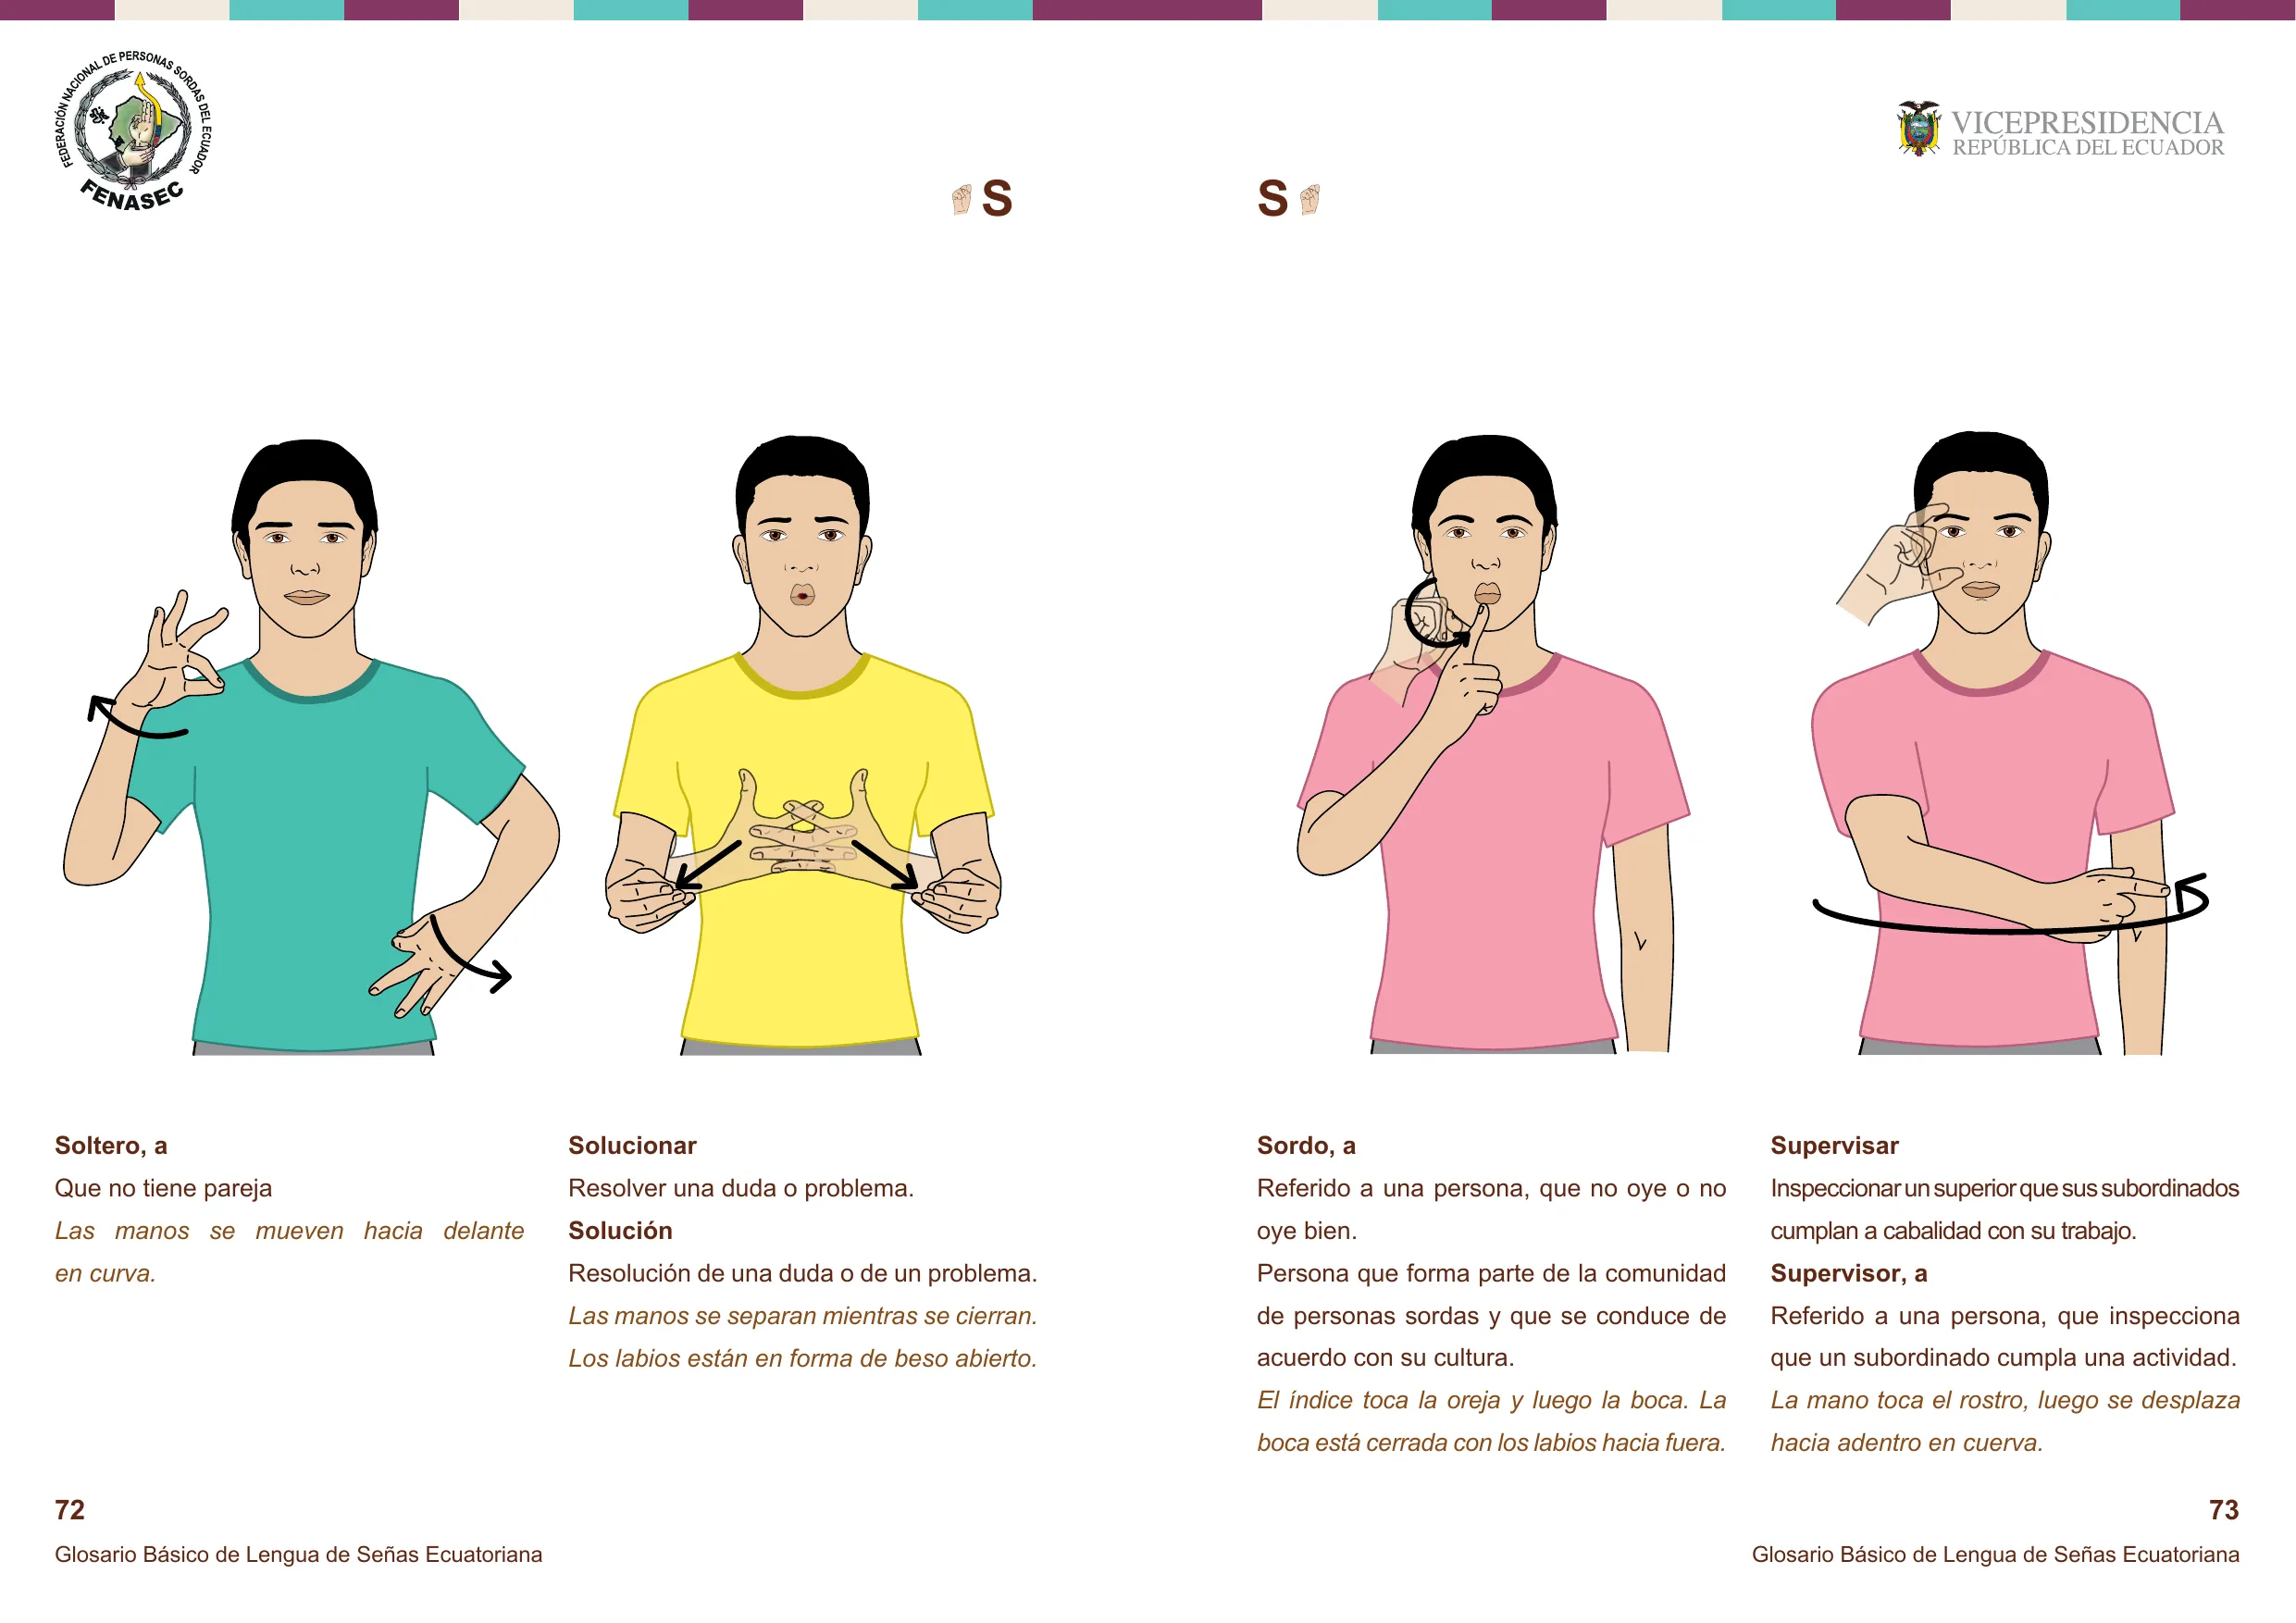 FEDERACIÓN NACIONAL DE PERSONAS SORDAS DEL ECUADOR
FENASEC
S
Soltero, a
Que no tiene pareja
Las manos se mueven hacia delante
en curva.
Solucionar
Resolver una duda o problema.
Solución
Resolución de una duda o de un problema.
Las manos se separan mientras se cierran.
Los labios están en forma de beso abierto.
72
Glosario Básico de Lengua de Señas Ecuatoriana
VICEPRESIDENCIA
REPÚBLICA DEL ECUADOR
S
Sordo, a
Referido a una persona, que no oye o no
oye bien.
Persona que forma parte de la comunidad
de personas sordas y que se conduce de
acuerdo con su cultura.
El índice toca la oreja y luego la boca. La
boca está cerrada con los labios hacia fuera.
Supervisar
Inspeccionar un superior que sus subordinados
cumplan a cabalidad con su trabajo.
Supervisor, a
Referido a una persona, que inspecciona
que un subordinado cumpla una actividad.
La mano toca el rostro, luego se desplaza
hacia adentro en cuerva.
73
Glosario Básico de Lengua de Señas Ecuatoriana